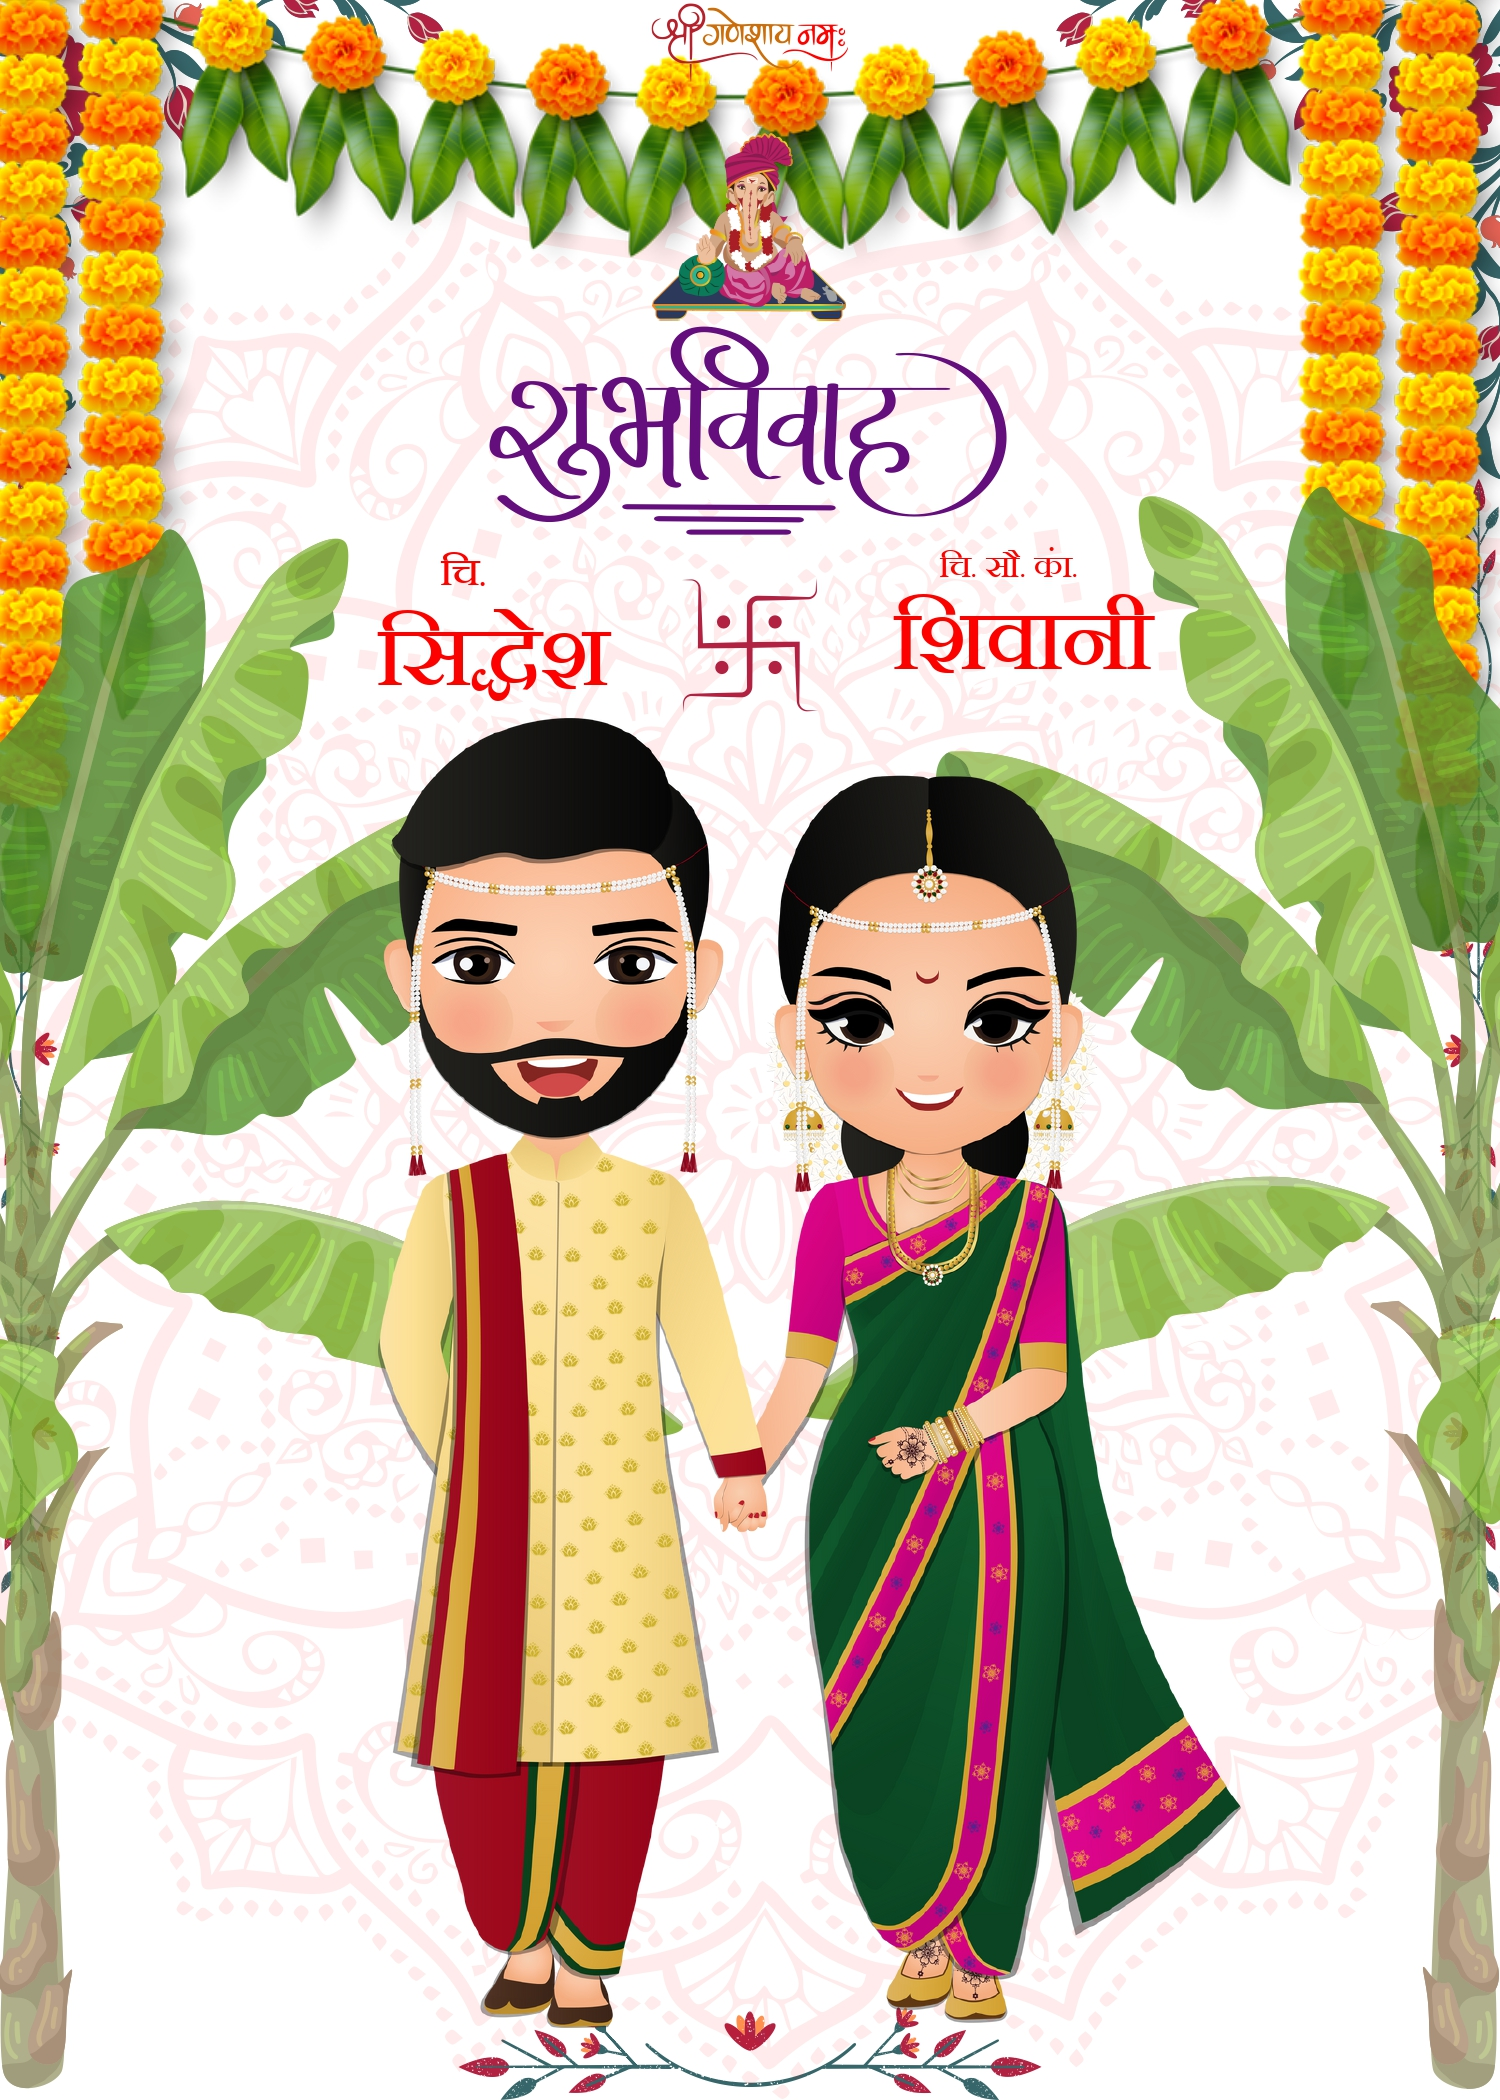 श्री गणेशाय नमः
शुभविवाह
चि.
सिद्धेश
चि. सौ. कां.
शिवानी